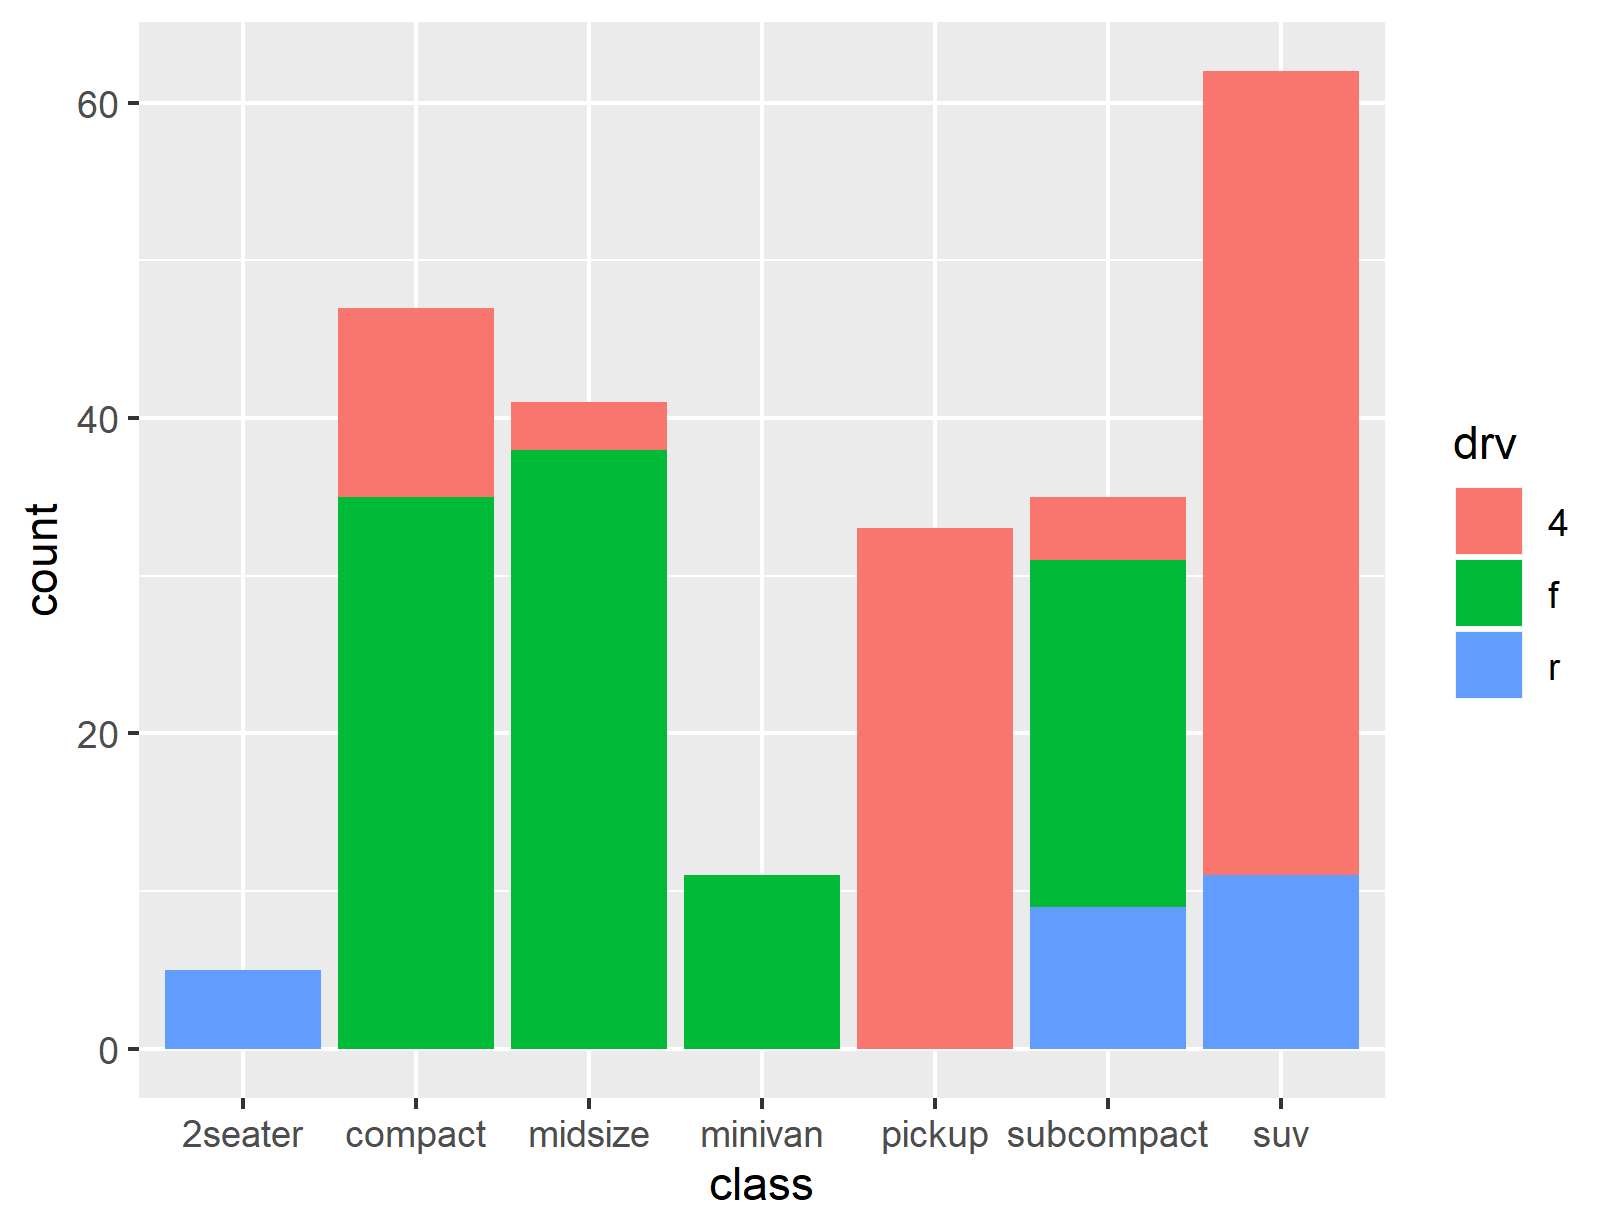 60
40
20
0
count
2seater compact midsize minivan pickup subcompact suv
class
drv
4
f
r